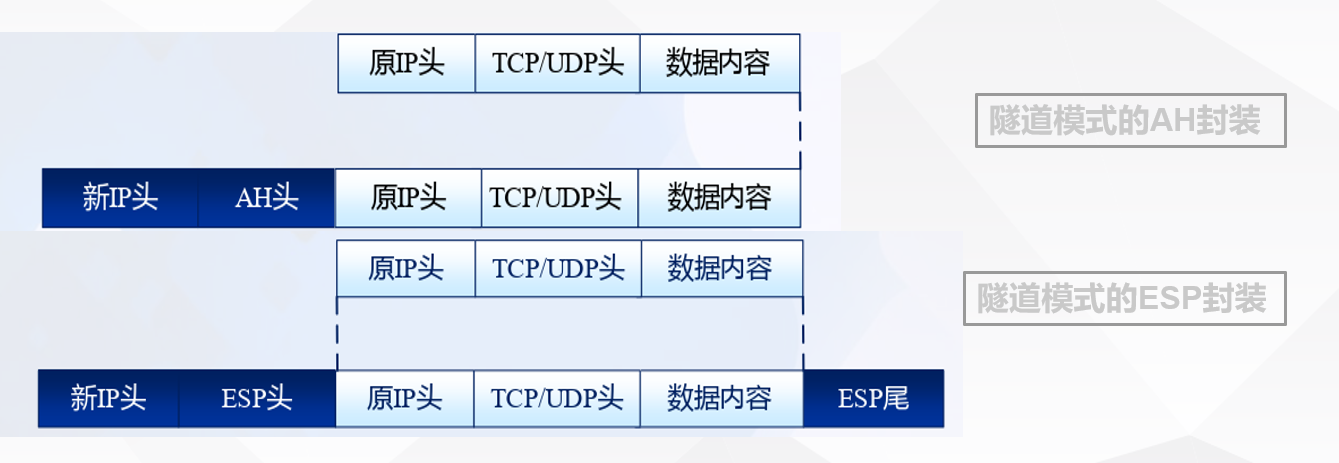 原IP头 TCP/UDP头 数据内容
隧道模式的AH封装
新IP头 AH头 原IP头 TCP/UDP头 数据内容
原IP头 TCP/UDP头 数据内容
隧道模式的ESP封装
新IP头 ESP头 原IP头 TCP/UDP头 数据内容 ESP尾